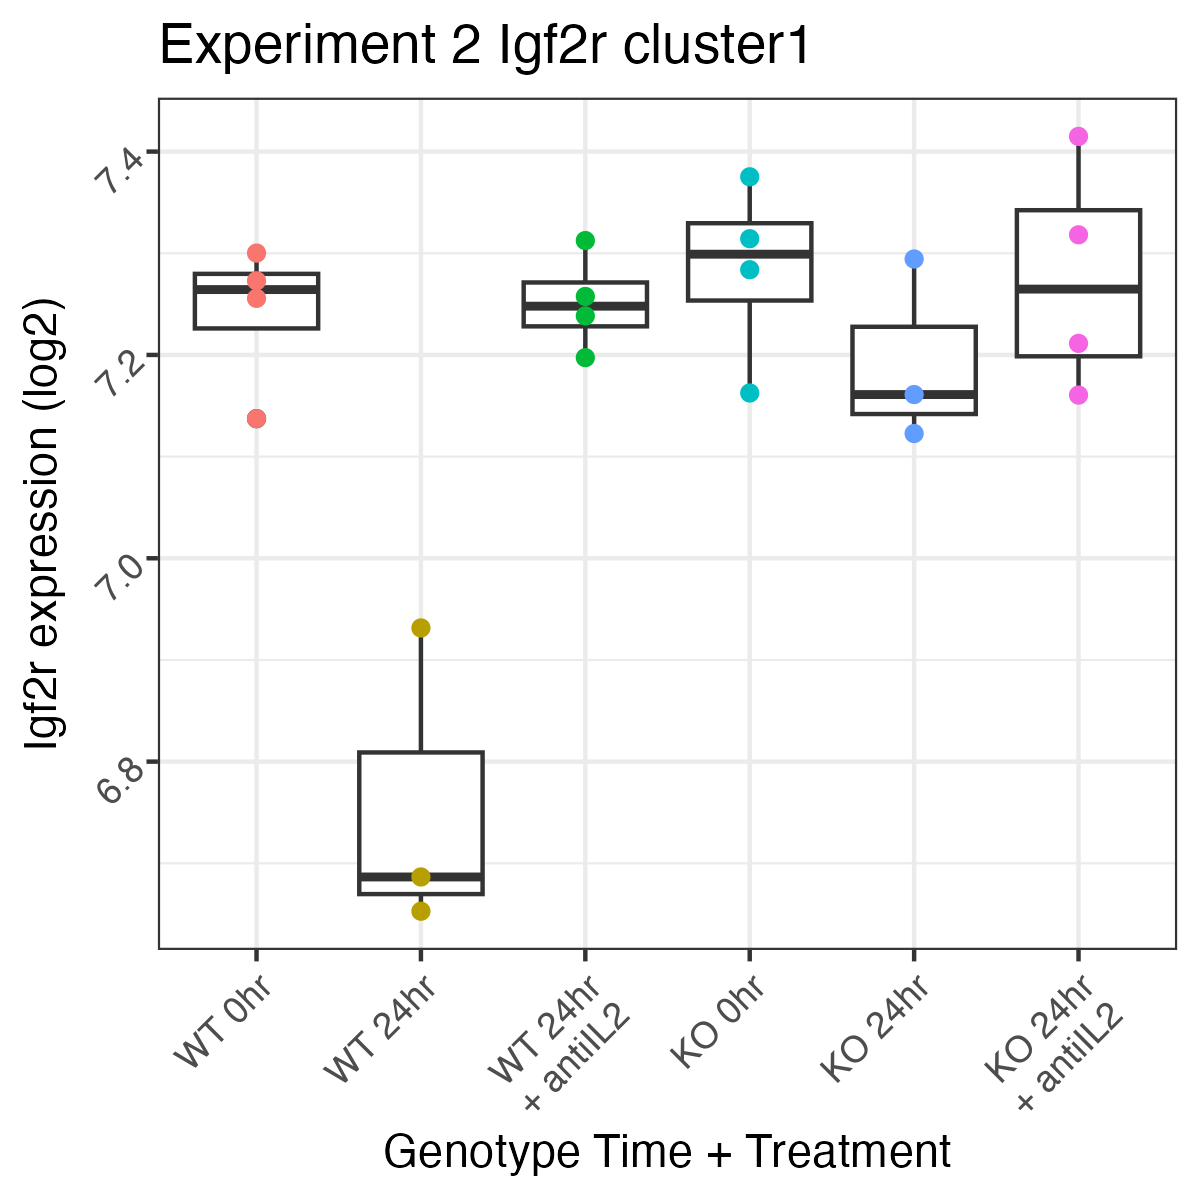 Experiment 2 Igf2r cluster1
Igf2r expression (log2)
7.4
7.2
7.0
6.8
WT 0hr
WT 24hr
WT 24hr
+ antiIL2
KO 0hr
KO 24hr
KO 24hr
+ antiIL2
Genotype Time + Treatment